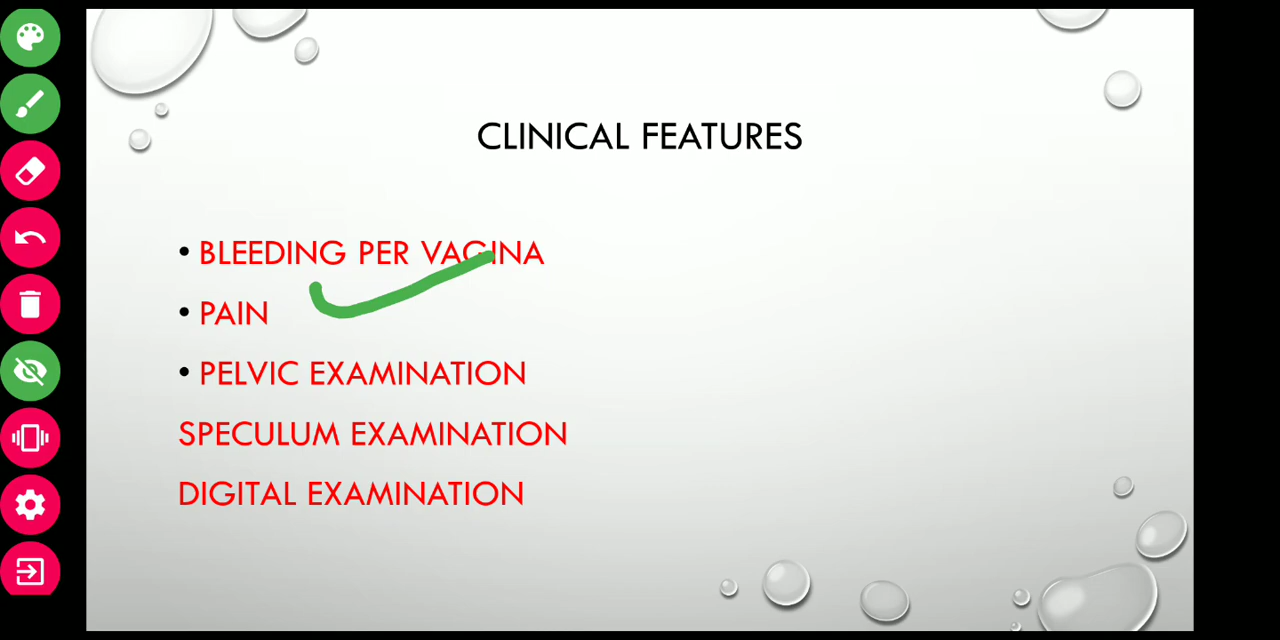 CLINICAL FEATURES
• BLEEDING PER VAGINA
• PAIN
• PELVIC EXAMINATION
SPECULUM EXAMINATION
DIGITAL EXAMINATION